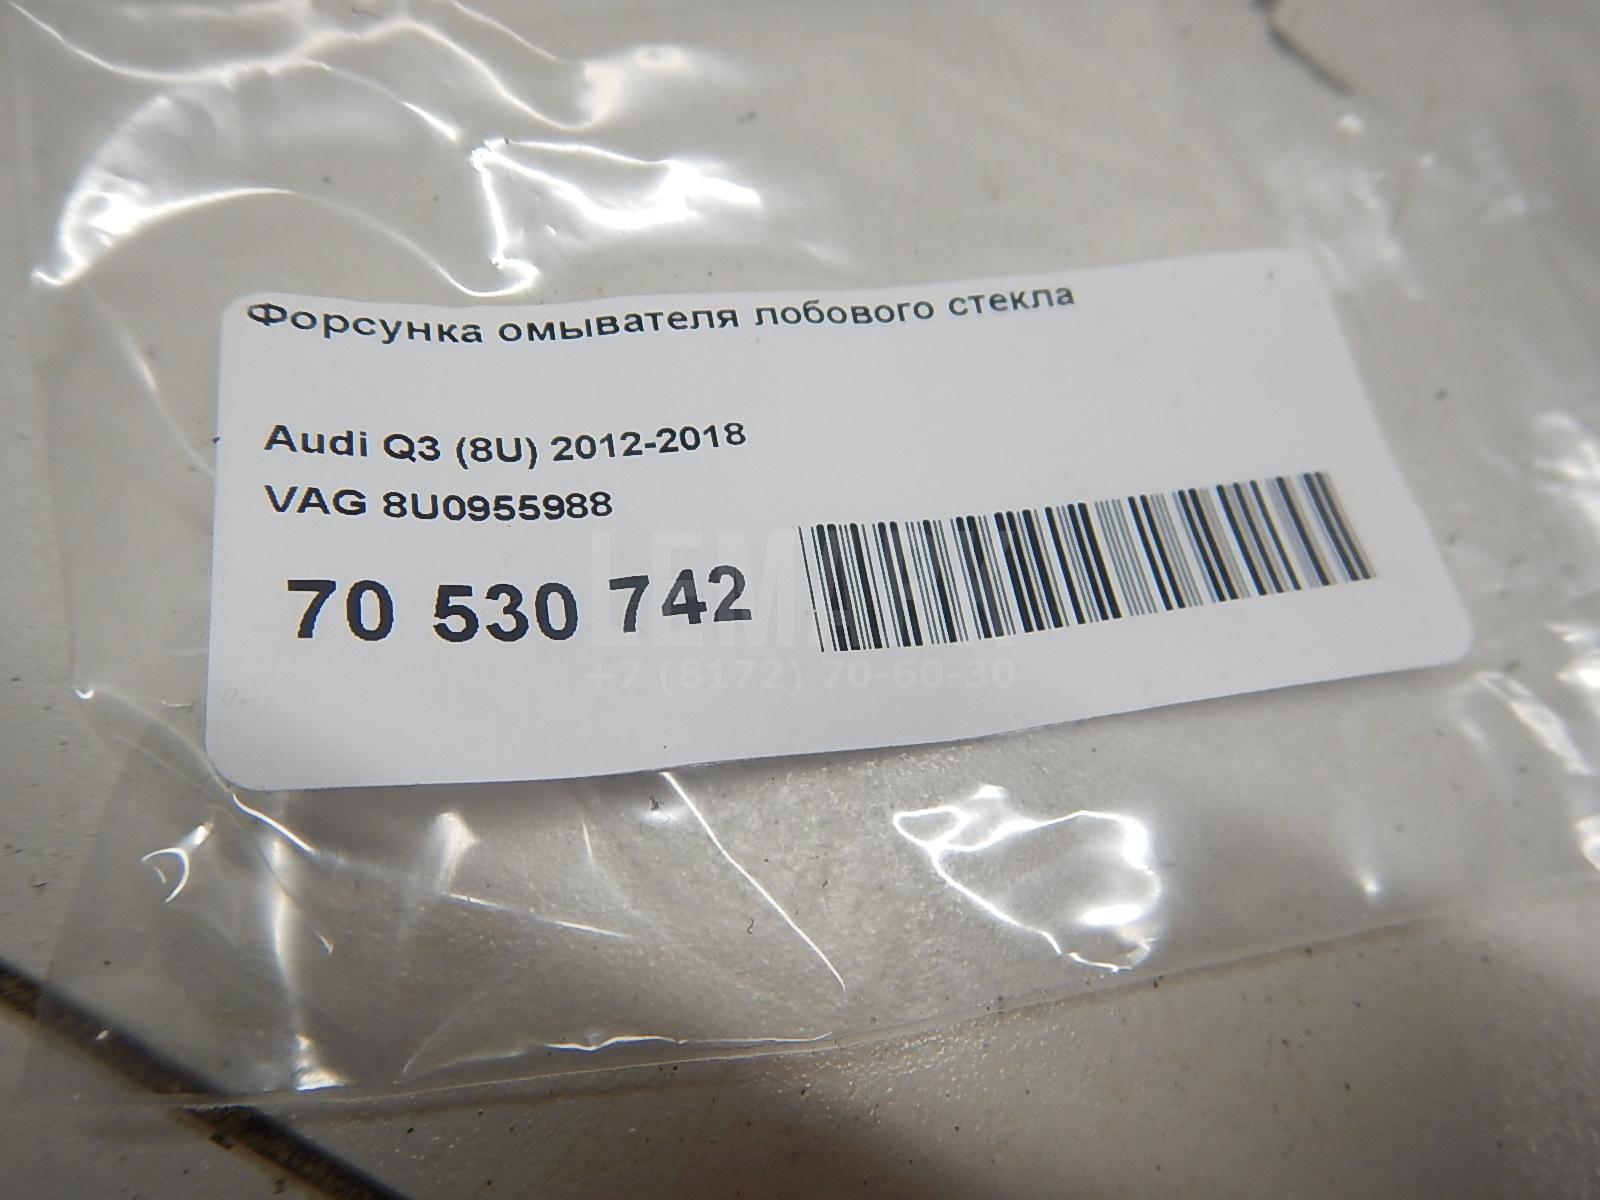 Форсунка омывателя лобового стекла
Audi Q3 (8U) 2012-2018
VAG 8U0955988
70 530 742
+7 (8172) 70-60-30